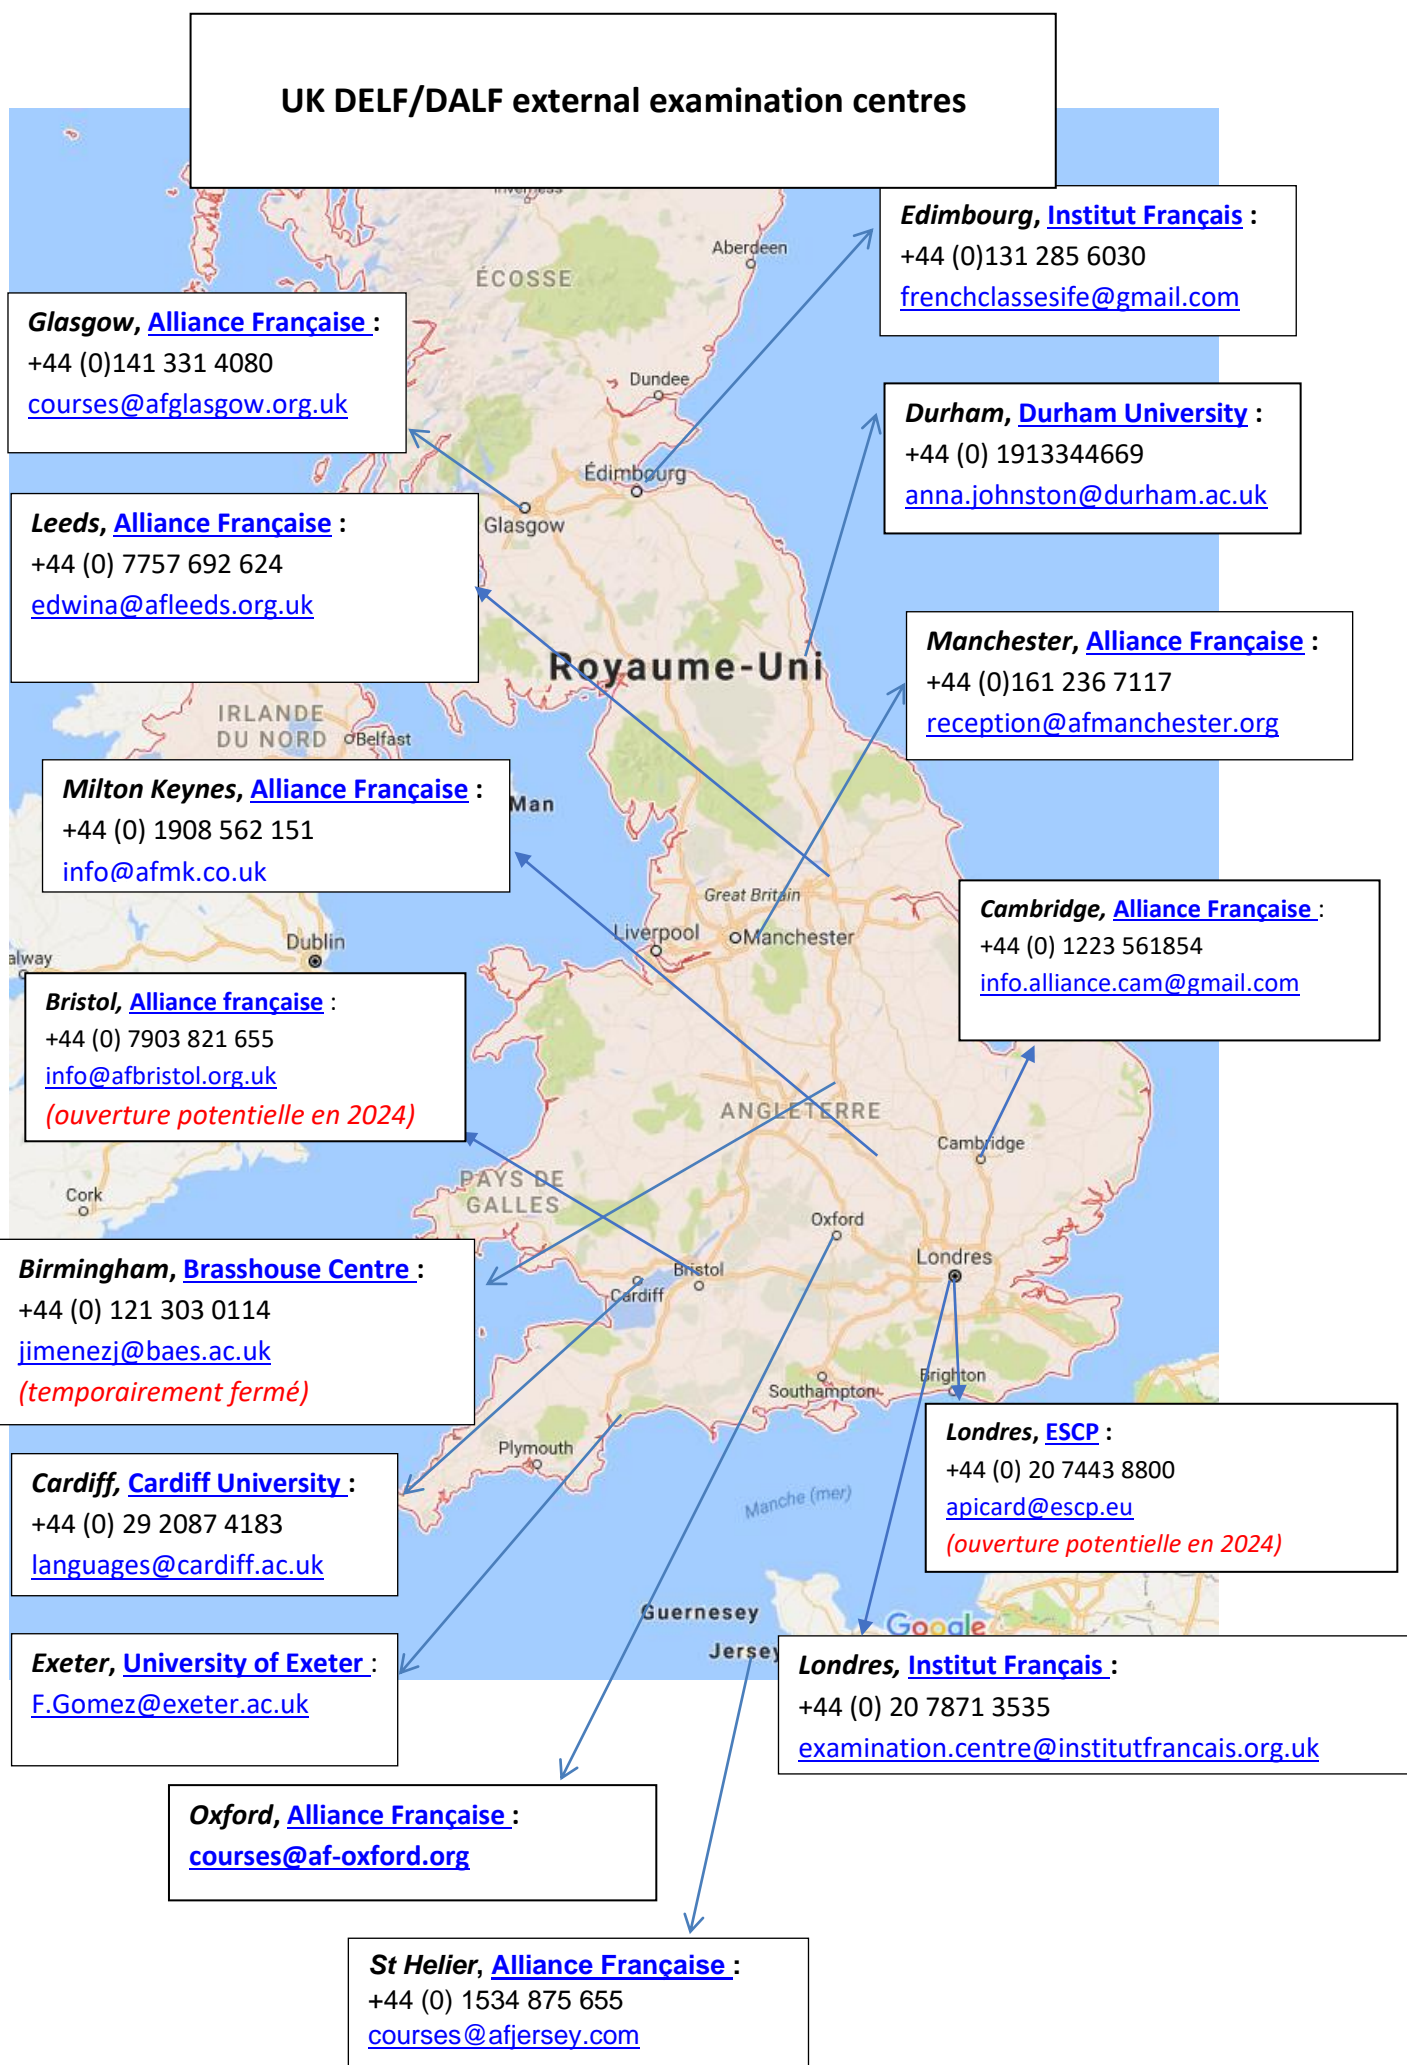 UK DELF/DALF external examination centres
Edimbourg, Institut Français :
+44 (0)131 285 6030
frenchclassesife@gmail.com
Aberdeen
ÉCOSSE
Glasgow, Alliance Française :
+44 (0)141 331 4080
courses@afglasgow.org.uk
Dundee
Durham, Durham University :
+44 (0) 1913344669
anna.johnston@durham.ac.uk
Édimbourg
Glasgow
Leeds, Alliance Française :
+44 (0) 7757 692 624
edwina@afleeds.org.uk
Manchester, Alliance Française :
+44 (0)161 236 7117
reception@afmanchester.org
Royaume-Uni
IRLANDE
DU NORD
Belfast
Milton Keynes, Alliance Française :
+44 (0) 1908 562 151
info@afmk.co.uk
Man
Great Britain
Cambridge, Alliance Française :
+44 (0) 1223 561854
info.alliance.cam@gmail.com
Liverpool
Manchester
Dublin
alway
Bristol, Alliance française :
+44 (0) 7903 821 655
info@afbristol.org.uk
(ouverture potentielle en 2024)
ANGLETERRE
Cambridge
PAYS DE
GALLES
Cork
Oxford
Londres
Birmingham, Brasshouse Centre :
+44 (0) 121 303 0114
jimenezj@baes.ac.uk
(temporairement fermé)
Bristol
Cardiff
Brighton
Southampton
Londres, ESCP :
+44 (0) 20 7443 8800
apicard@escp.eu
(ouverture potentielle en 2024)
Plymouth
Cardiff, Cardiff University :
+44 (0) 29 2087 4183
languages@cardiff.ac.uk
Manche (mer)
Guernesey
Google
Jersey
Exeter, University of Exeter :
F.Gomez@exeter.ac.uk
Londres, Institut Français :
+44 (0) 20 7871 3535
examination.centre@institutfrancais.org.uk
Oxford, Alliance Française :
courses@af-oxford.org
St Helier, Alliance Française :
+44 (0) 1534 875 655
courses@afjersey.com